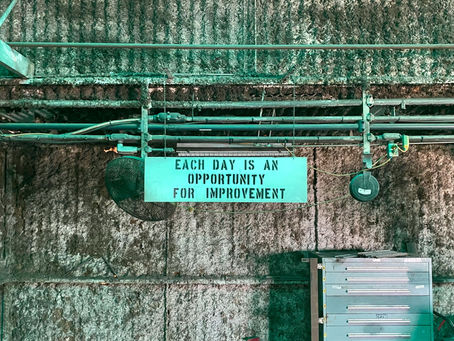 EACH DAY IS AN
OPPORTUNITY
FOR IMPROVEMENT